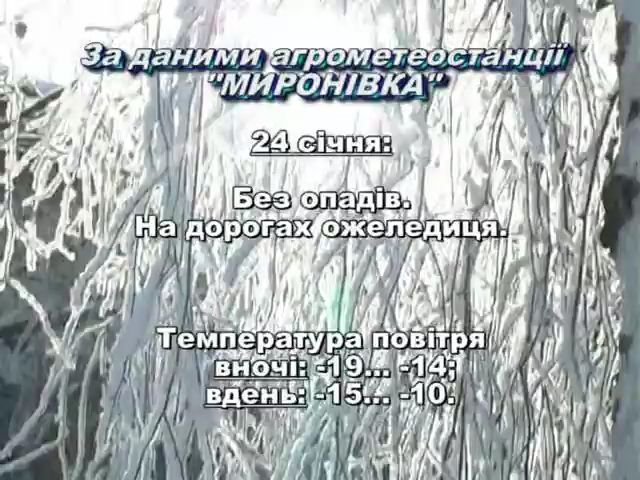 За даними агрометеостанції
"МИРОНІВКА"
24 січня:
Без опадів.
На дорогах ожеледиця.
Температура повітря
вночі: -19... -14;
вдень: -15... -10.